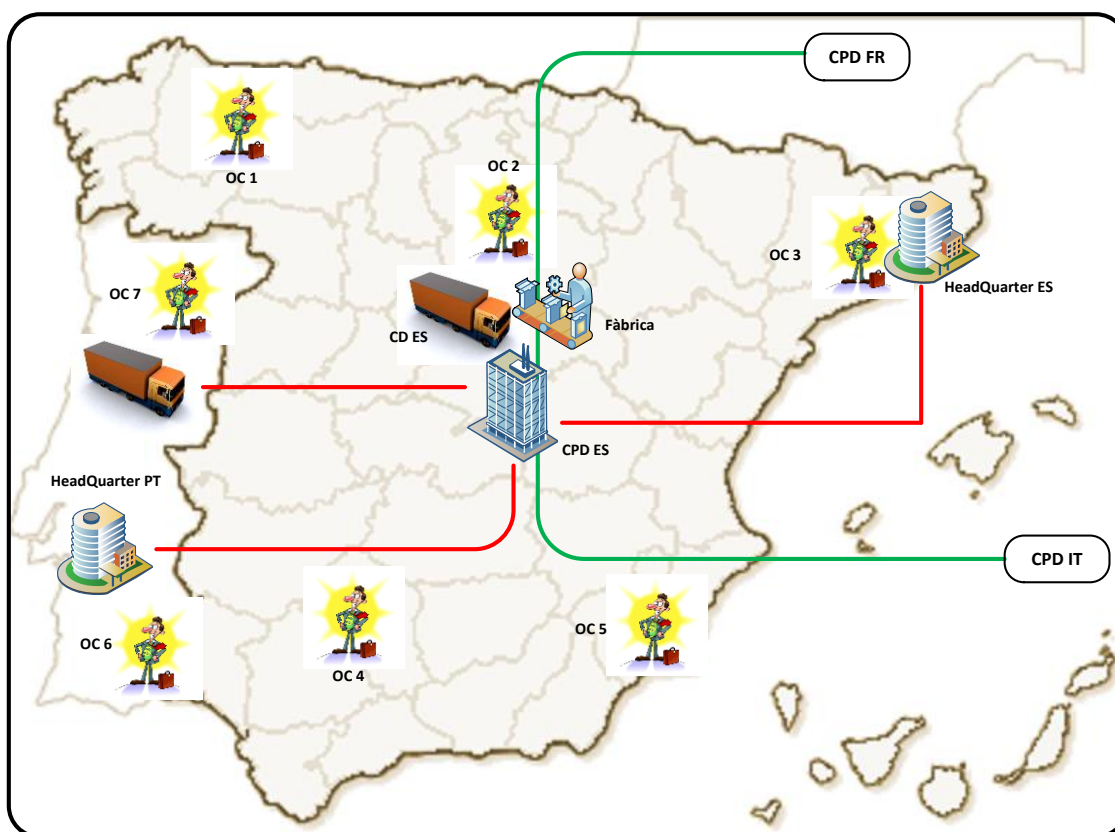 CPD FR
OC 1
OC 2
OC 3
HeadQuarter ES
OC 7
CD ES
Fàbrica
CPD ES
HeadQuarter PT
CPD IT
OC 6
OC 4
OC 5